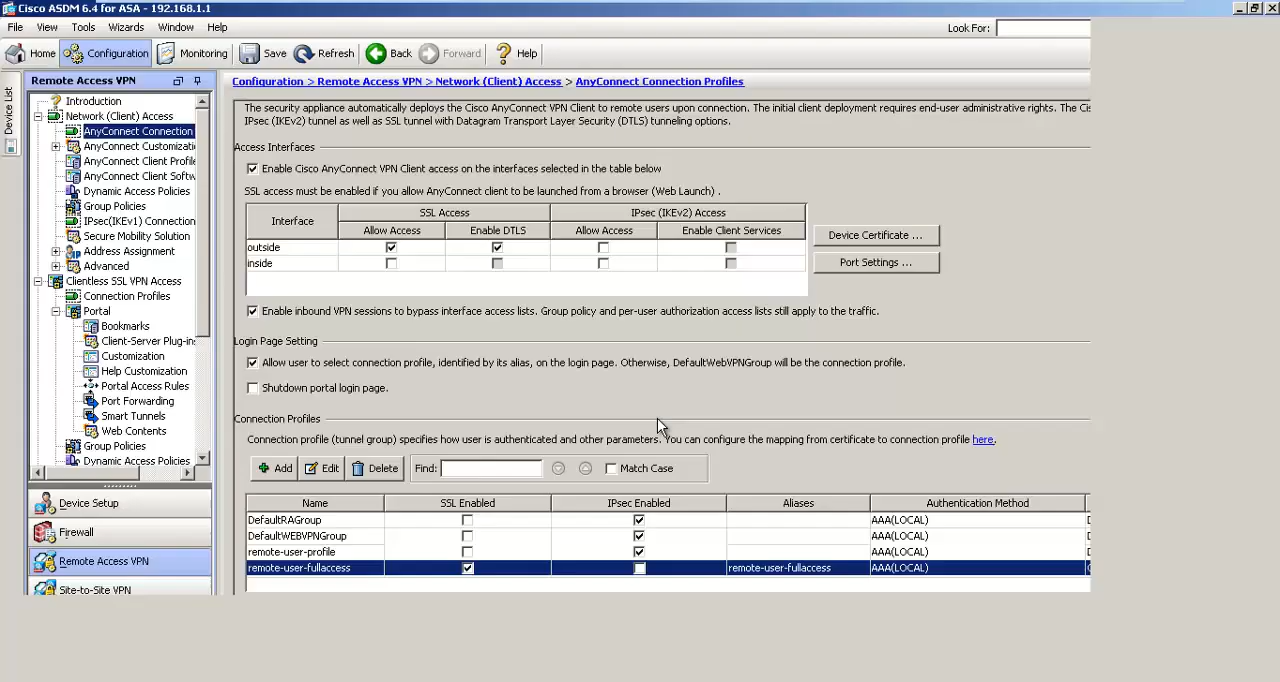 Cisco ASDM 6.4 for ASA - 192.168.1.1
File View Tools Wizards Window Help Look For:
Home Configuration Monitoring Save Refresh Back Forward Help
Device List
Remote Access VPN
Introduction
Network (Client) Access
AnyConnect Connection
AnyConnect Customizati
AnyConnect Client Profile
AnyConnect Client Softw
Dynamic Access Policies
Group Policies
IPsec(IKEv1) Connection
Secure Mobility Solution
Address Assignment
Advanced
Clientless SSL VPN Access
Connection Profiles
Portal
Bookmarks
Client-Server Plug-ins
Customization
Help Customization
Portal Access Rules
Port Forwarding
Smart Tunnels
Web Contents
Group Policies
Dynamic Access Policies
Device Setup
Firewall
Remote Access VPN
Site-to-Site VPN
Configuration > Remote Access VPN > Network (Client) Access > AnyConnect Connection Profiles
The security appliance automatically deploys the Cisco AnyConnect VPN Client to remote users upon connection. The initial client deployment requires end-user administrative rights. The Cis
IPsec (IKEv2) tunnel as well as SSL tunnel with Datagram Transport Layer Security (DTLS) tunneling options.
Access Interfaces
Enable Cisco AnyConnect VPN Client access on the interfaces selected in the table below
SSL access must be enabled if you allow AnyConnect client to be launched from a browser (Web Launch) .
Interface SSL Access IPsec (IKEv2) Access
Allow Access Enable DTLS Allow Access Enable Client Services
outside
inside
Device Certificate ...
Port Settings ...
Enable inbound VPN sessions to bypass interface access lists. Group policy and per-user authorization access lists still apply to the traffic.
Login Page Setting
Allow user to select connection profile, identified by its alias, on the login page. Otherwise, DefaultWebVPNGroup will be the connection profile.
Shutdown portal login page.
Connection Profiles
Connection profile (tunnel group) specifies how user is authenticated and other parameters. You can configure the mapping from certificate to connection profile here.
Add Edit Delete Find: Match Case
Name SSL Enabled IPsec Enabled Aliases Authentication Method
DefaultRAGroup AAA(LOCAL)
DefaultWEBVPNGroup AAA(LOCAL)
remote-user-profile AAA(LOCAL)
remote-user-fullaccess remote-user-fullaccess AAA(LOCAL)